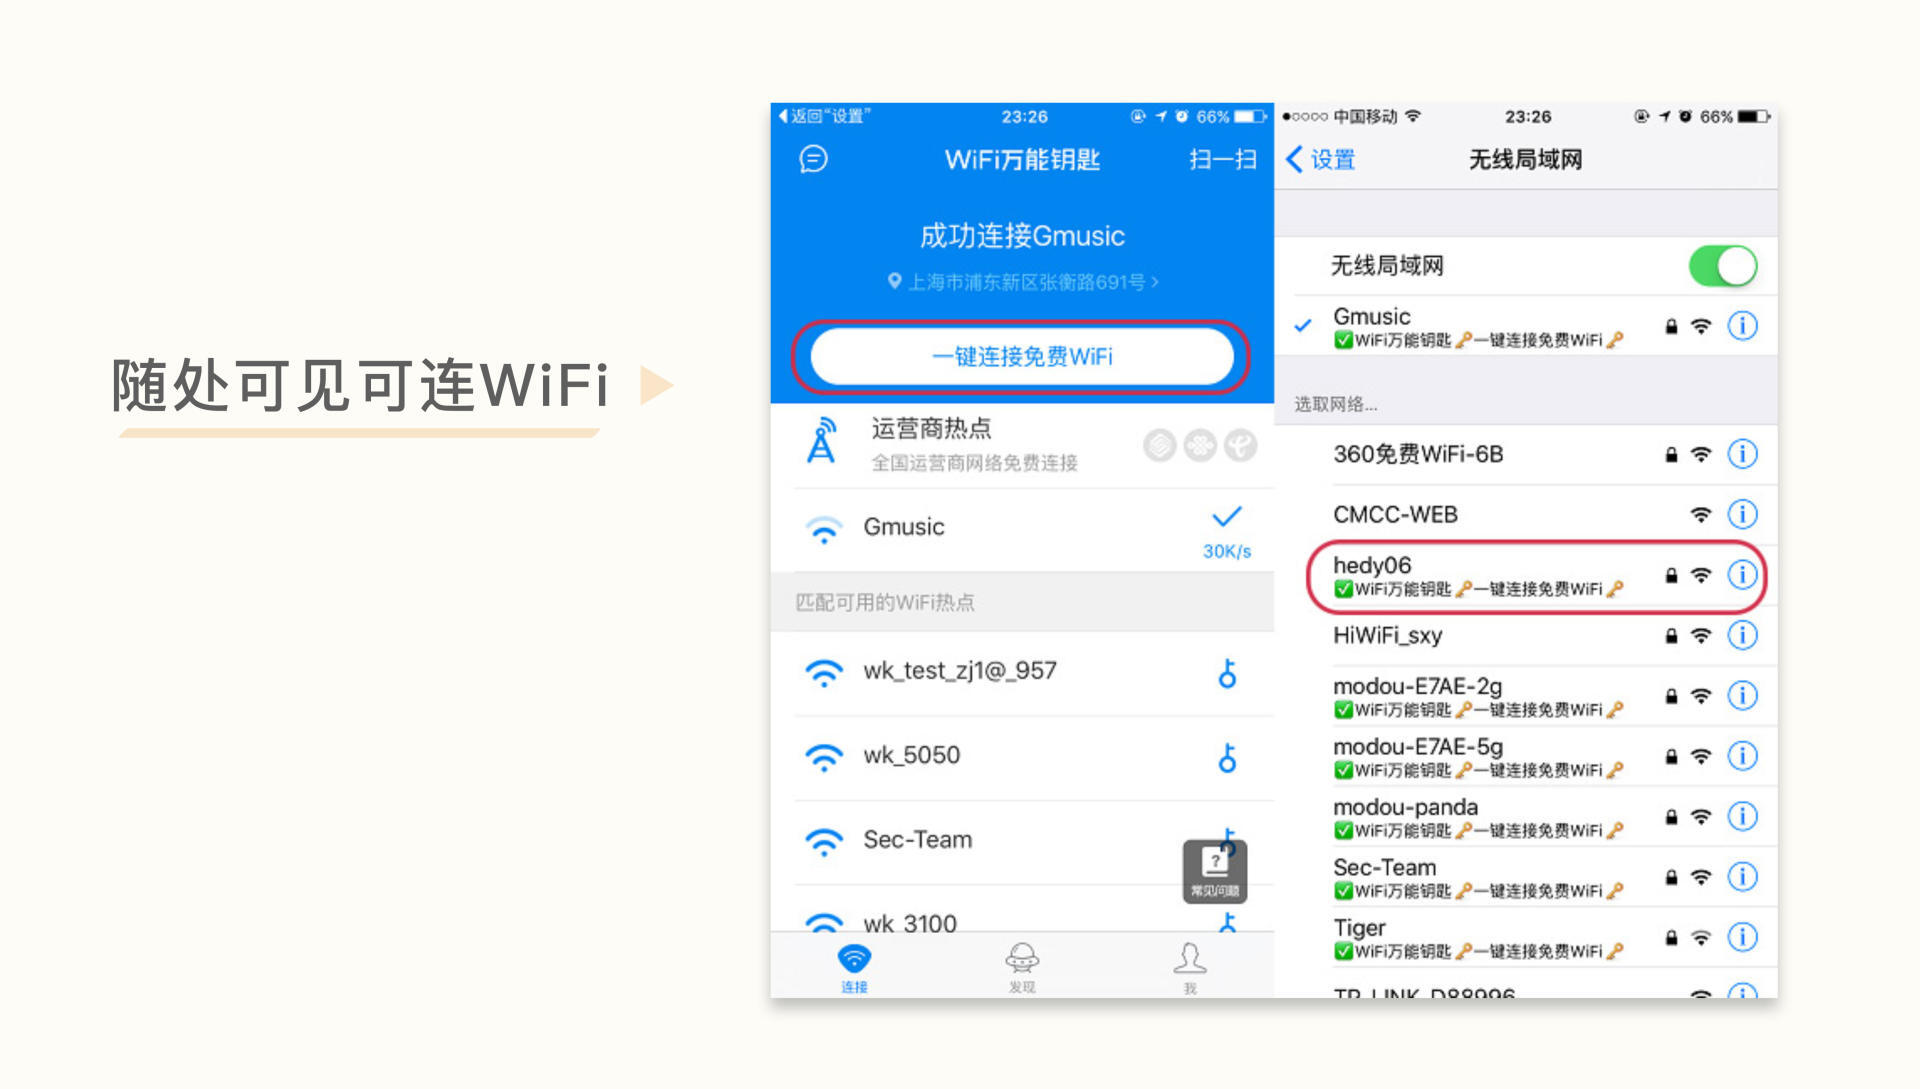 随处可见可连WiFi
返回“设置”
23:26
66%
WiFi万能钥匙
扫一扫
成功连接Gmusic
上海市浦东新区张衡路691号
一键连接免费WiFi
运营商热点
全国运营商网络免费连接
Gmusic
30K/s
匹配可用的WiFi热点
wk_test_zj1@_957
wk_5050
Sec-Team
常见问题
wk 3100
连接
发现
我
中国移动
23:26
66%
设置
无线局域网
无线局域网
Gmusic
✅WiFi万能钥匙🔑一键连接免费WiFi🔑
选取网络...
360免费WiFi-6B
CMCC-WEB
hedy06
✅WiFi万能钥匙🔑一键连接免费WiFi🔑
HiWiFi_sxy
modou-E7AE-2g
✅WiFi万能钥匙🔑一键连接免费WiFi🔑
modou-E7AE-5g
✅WiFi万能钥匙🔑一键连接免费WiFi🔑
modou-panda
✅WiFi万能钥匙🔑一键连接免费WiFi🔑
Sec-Team
✅WiFi万能钥匙🔑一键连接免费WiFi🔑
Tiger
✅WiFi万能钥匙🔑一键连接免费WiFi🔑